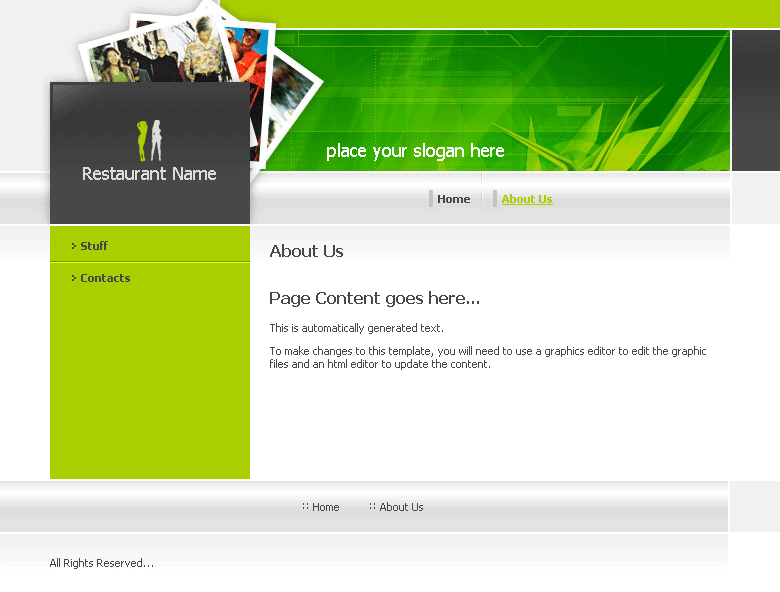 place your slogan here
Restaurant Name
Home
About Us
> Stuff
> Contacts
About Us
Page Content goes here...
This is automatically generated text.
To make changes to this template, you will need to use a graphics editor to edit the graphic
files and an html editor to update the content.
:: Home
:: About Us
All Rights Reserved...